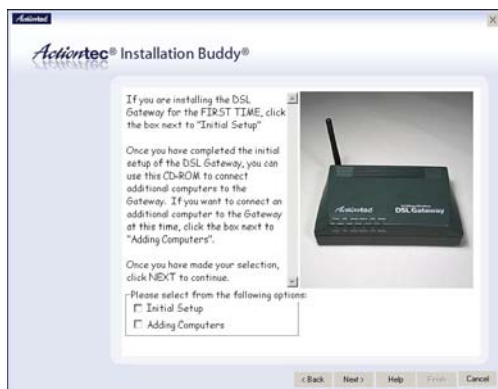 Actiontec
Actiontec® Installation Buddy®
If you are installing the DSL
Gateway for the FIRST TIME, click
the box next to "Initial Setup"
Once you have completed the initial
setup of the DSL Gateway, you can
use this CD-ROM to connect
additional computers to the
Gateway. If you want to connect an
additional computer to the Gateway
at this time, click the box next to
"Adding Computers".
Once you have made your selection,
click NEXT to continue.
Actiontec
DSL Gateway
Please select from the following options:
Initial Setup
Adding Computers
< Back Next > Help Finish Cancel